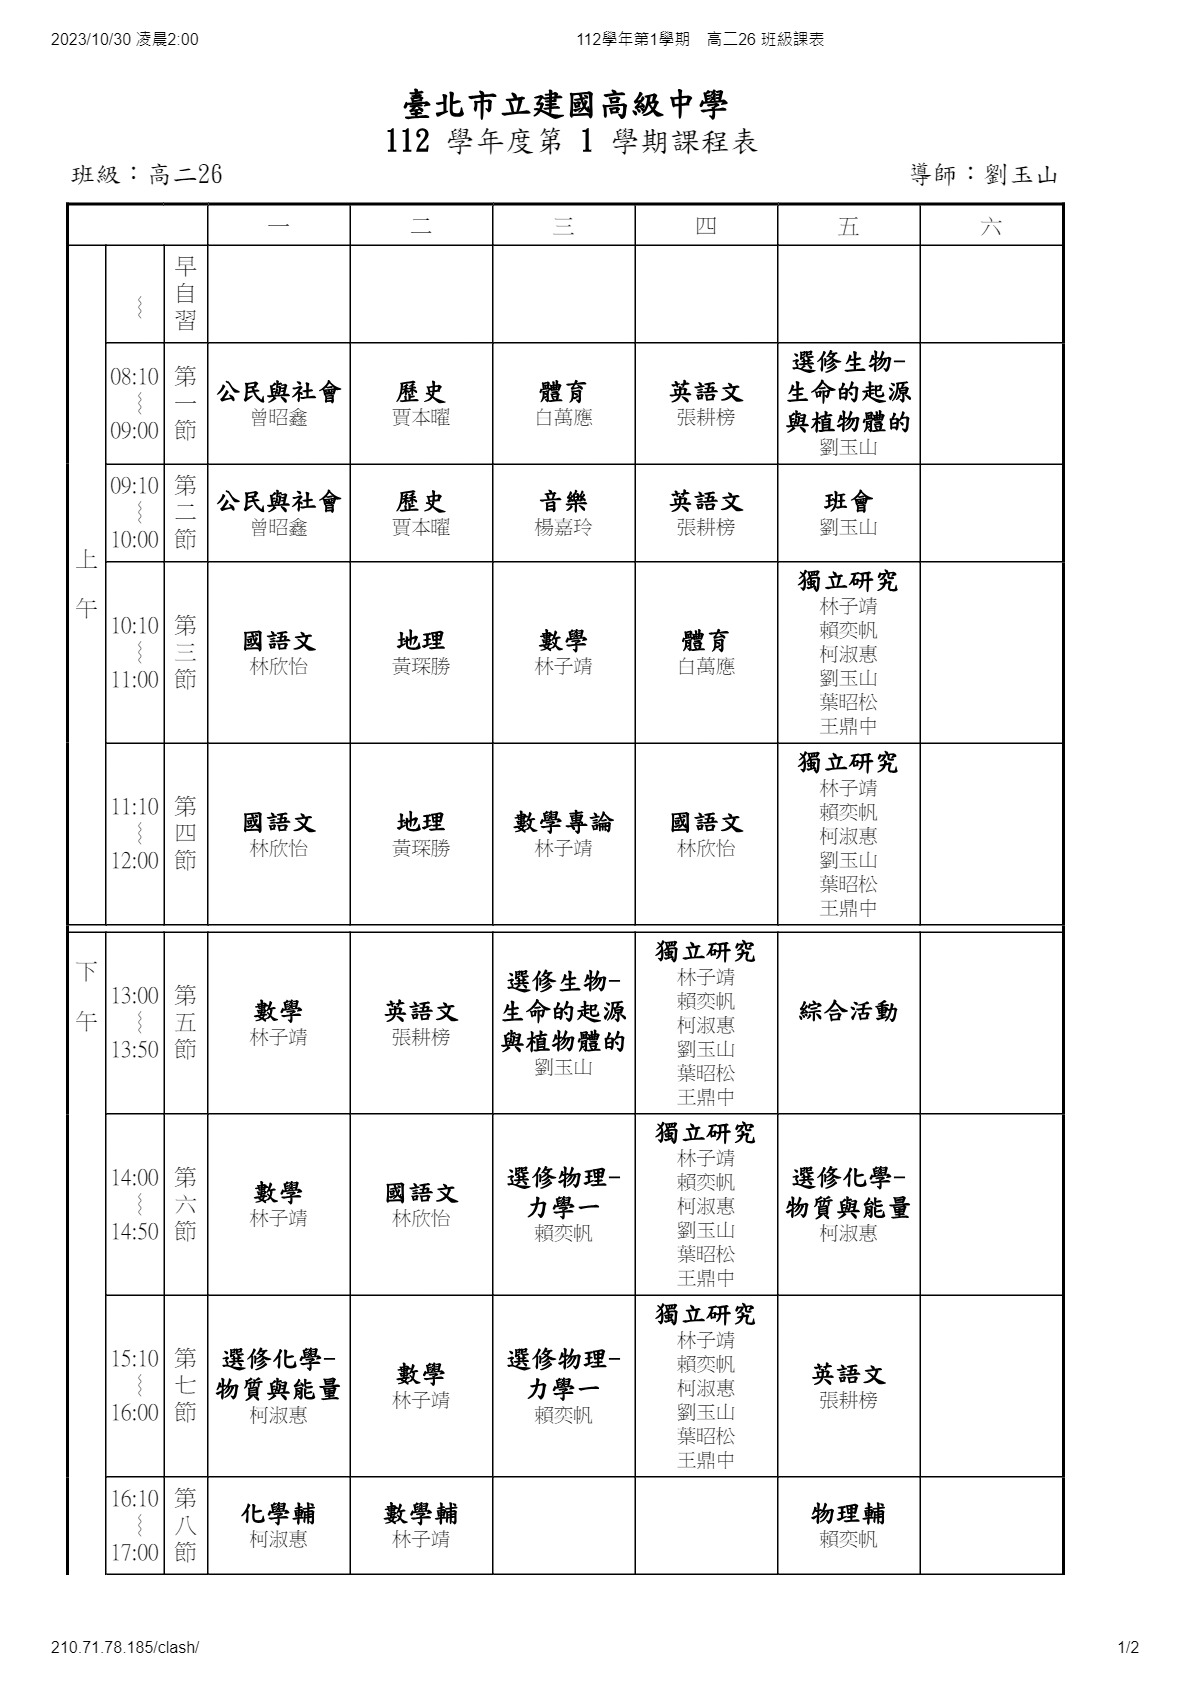 2023/10/30 凌晨2:00
112學年第1學期 高二26 班級課表
臺北市立建國高級中學
112 學年度第 1 學期課程表
班級：高二26
導師：劉玉山
一 二 三 四 五 六
上午
～
早自習
08:10
～
09:00
第一節
公民與社會
曾昭鑫
歷史
賈本曜
體育
白萬應
英語文
張耕榜
選修生物-
生命的起源
與植物體的
劉玉山
09:10
～
10:00
第二節
公民與社會
曾昭鑫
歷史
賈本曜
音樂
楊嘉玲
英語文
張耕榜
班會
劉玉山
10:10
～
11:00
第三節
國語文
林欣怡
地理
黃琛勝
數學
林子靖
體育
白萬應
獨立研究
林子靖
賴奕帆
柯淑惠
劉玉山
葉昭松
王鼎中
11:10
～
12:00
第四節
國語文
林欣怡
地理
黃琛勝
數學專論
林子靖
國語文
林欣怡
獨立研究
林子靖
賴奕帆
柯淑惠
劉玉山
葉昭松
王鼎中
下午
13:00
～
13:50
第五節
數學
林子靖
英語文
張耕榜
選修生物-
生命的起源
與植物體的
劉玉山
獨立研究
林子靖
賴奕帆
柯淑惠
劉玉山
葉昭松
王鼎中
綜合活動
14:00
～
14:50
第六節
數學
林子靖
國語文
林欣怡
選修物理-
力學一
賴奕帆
獨立研究
林子靖
賴奕帆
柯淑惠
劉玉山
葉昭松
王鼎中
選修化學-
物質與能量
柯淑惠
15:10
～
16:00
第七節
選修化學-
物質與能量
柯淑惠
數學
林子靖
選修物理-
力學一
賴奕帆
獨立研究
林子靖
賴奕帆
柯淑惠
劉玉山
葉昭松
王鼎中
英語文
張耕榜
16:10
～
17:00
第八節
化學輔
柯淑惠
數學輔
林子靖
物理輔
賴奕帆
210.71.78.185/clash/
1/2